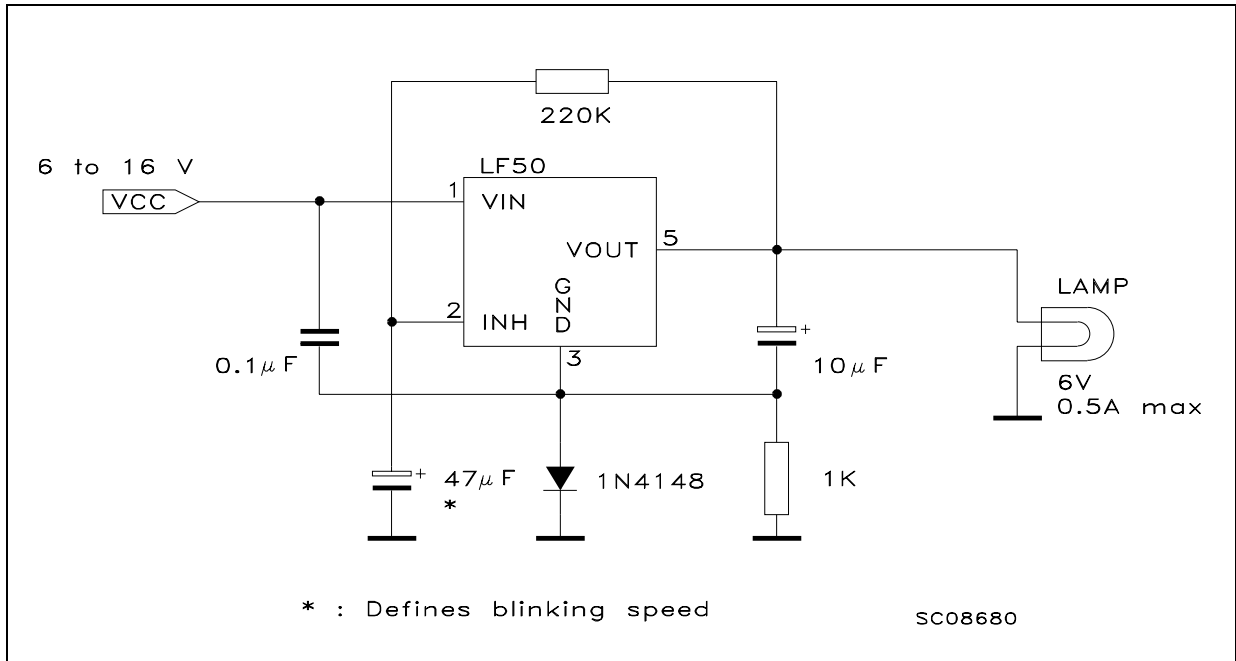 220K
6 to 16 V
LF50
VCC
1
VIN
VOUT
5
GND
LAMP
2
INH
0.1μF
3
+
10μF
6V
0.5A max
+
47μF
*
1N4148
1K
* : Defines blinking speed
SC08680